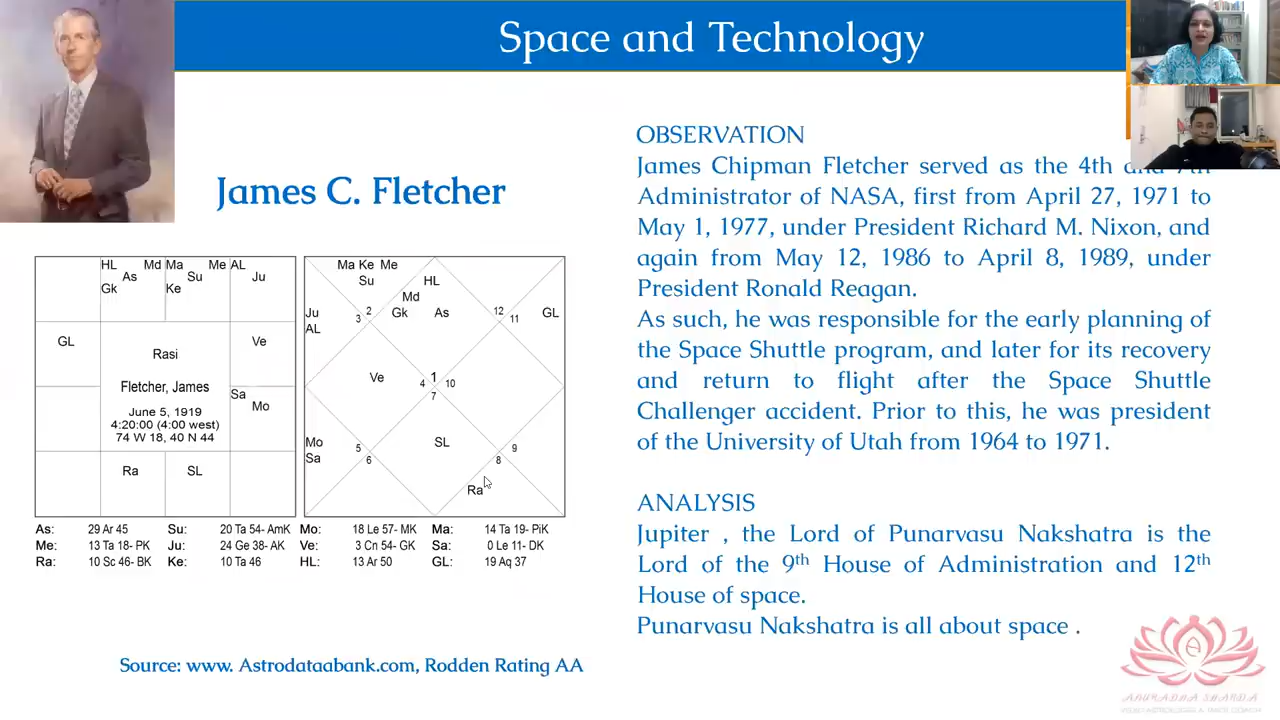 Space and Technology
James C. Fletcher
HL Md Ma Me AL
As Su Ju
Gk Ke
GL Ve
Rasi
Fletcher, James
Sa
Mo
June 5, 1919
4:20:00 (4:00 west)
74 W 18, 40 N 44
Ra SL
Ma Ke Me
Su HL
Md
Ju 3 2 Gk As 12 11 GL
AL
Ve 4 1 10
7
Mo 5 SL 9
Sa 6 8
Ra
As: 29 Ar 45 Su: 20 Ta 54- AmK Mo: 18 Le 57- MK Ma: 14 Ta 19- PiK
Me: 13 Ta 18- PK Ju: 24 Ge 38- AK Ve: 3 Cn 54- GK Sa: 0 Le 11- DK
Ra: 10 Sc 46- BK Ke: 10 Ta 46 HL: 13 Ar 50 GL: 19 Aq 37
Source: www. Astrodataabank.com, Rodden Rating AA
OBSERVATION
James Chipman Fletcher served as the 4th and 7th
Administrator of NASA, first from April 27, 1971 to
May 1, 1977, under President Richard M. Nixon, and
again from May 12, 1986 to April 8, 1989, under
President Ronald Reagan.
As such, he was responsible for the early planning of
the Space Shuttle program, and later for its recovery
and return to flight after the Space Shuttle
Challenger accident. Prior to this, he was president
of the University of Utah from 1964 to 1971.
ANALYSIS
Jupiter , the Lord of Punarvasu Nakshatra is the
Lord of the 9th House of Administration and 12th
House of space.
Punarvasu Nakshatra is all about space .
ANURADHA SHARDA